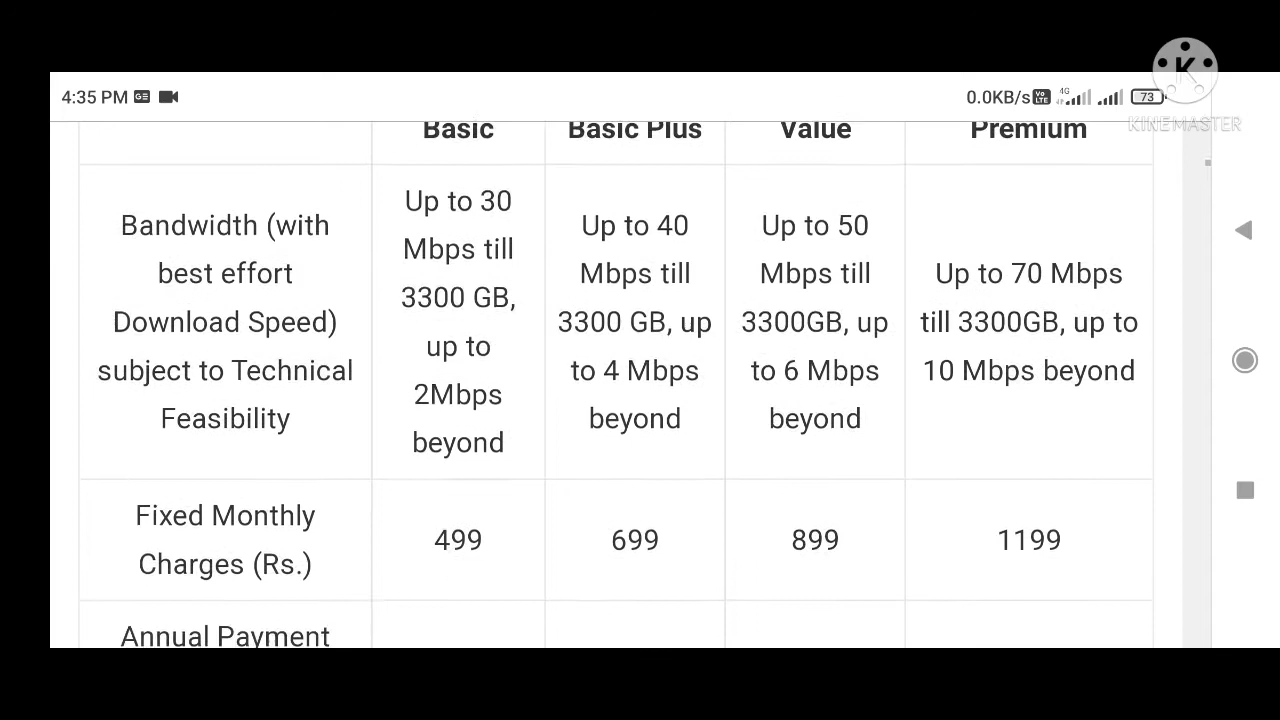 4:35 PM
0.0KB/s Vo LTE 4G 73
K
KINEMASTER
Basic Basic Plus Value Premium
Bandwidth (with
best effort
Download Speed)
subject to Technical
Feasibility
Up to 30
Mbps till
3300 GB,
up to
2Mbps
beyond
Up to 40
Mbps till
3300 GB, up
to 4 Mbps
beyond
Up to 50
Mbps till
3300GB, up
to 6 Mbps
beyond
Up to 70 Mbps
till 3300GB, up to
10 Mbps beyond
Fixed Monthly
Charges (Rs.)
499 699 899 1199
Annual Payment